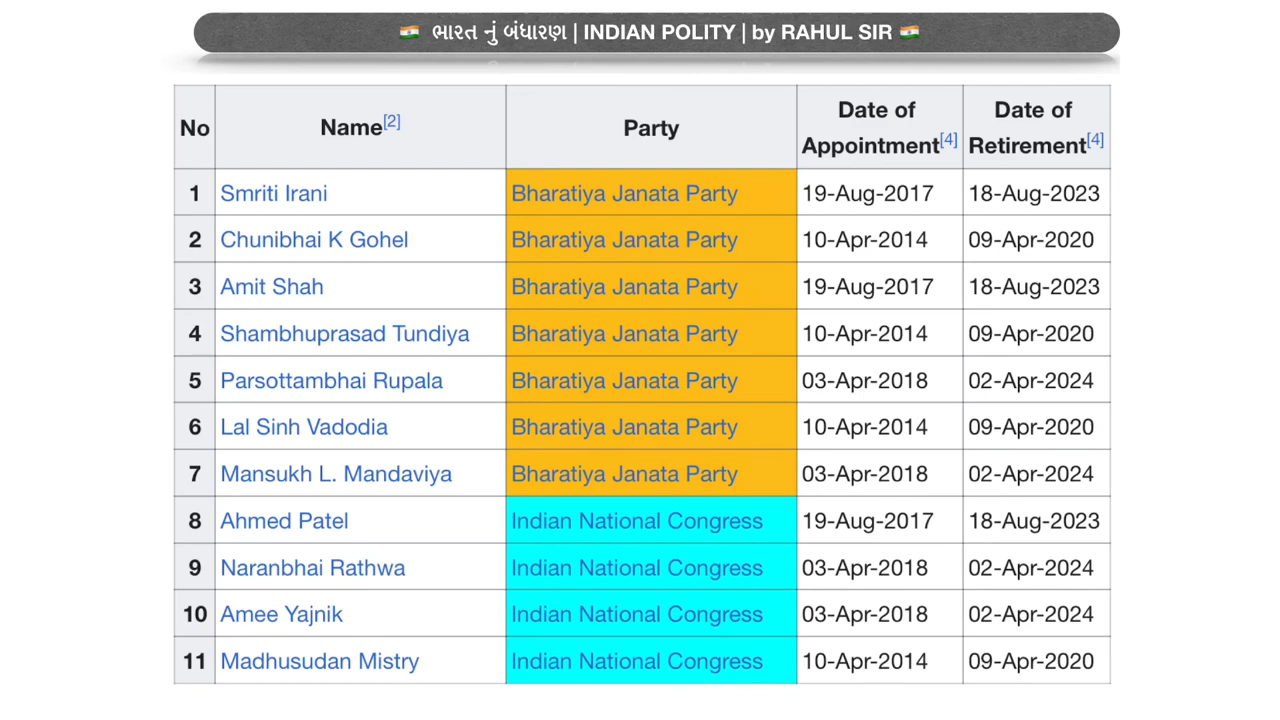 🇮🇳 ભારત નું બંધારણ | INDIAN POLITY | by RAHUL SIR 🇮🇳
No Name[2] Party Date of Appointment[4] Date of Retirement[4]
1 Smriti Irani Bharatiya Janata Party 19-Aug-2017 18-Aug-2023
2 Chunibhai K Gohel Bharatiya Janata Party 10-Apr-2014 09-Apr-2020
3 Amit Shah Bharatiya Janata Party 19-Aug-2017 18-Aug-2023
4 Shambhuprasad Tundiya Bharatiya Janata Party 10-Apr-2014 09-Apr-2020
5 Parsottambhai Rupala Bharatiya Janata Party 03-Apr-2018 02-Apr-2024
6 Lal Sinh Vadodia Bharatiya Janata Party 10-Apr-2014 09-Apr-2020
7 Mansukh L. Mandaviya Bharatiya Janata Party 03-Apr-2018 02-Apr-2024
8 Ahmed Patel Indian National Congress 19-Aug-2017 18-Aug-2023
9 Naranbhai Rathwa Indian National Congress 03-Apr-2018 02-Apr-2024
10 Amee Yajnik Indian National Congress 03-Apr-2018 02-Apr-2024
11 Madhusudan Mistry Indian National Congress 10-Apr-2014 09-Apr-2020